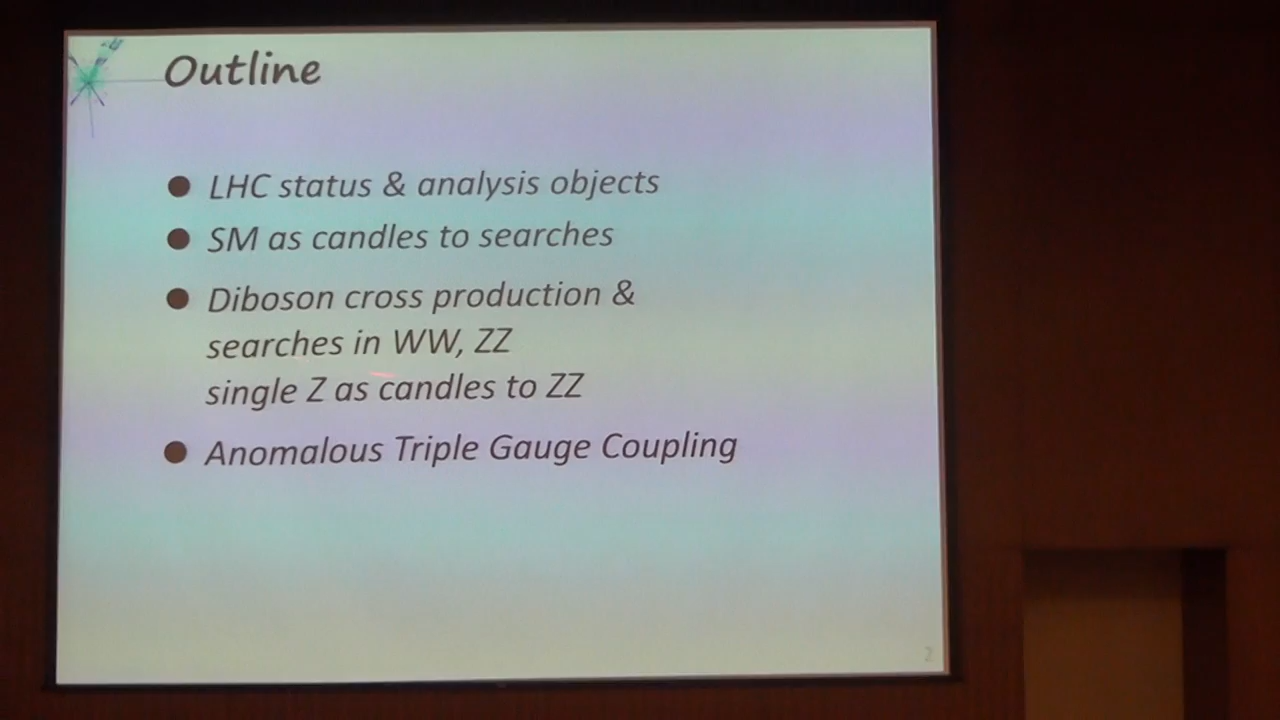 Outline
● LHC status & analysis objects
● SM as candles to searches
● Diboson cross production &
searches in WW, ZZ
single Z as candles to ZZ
● Anomalous Triple Gauge Coupling
2